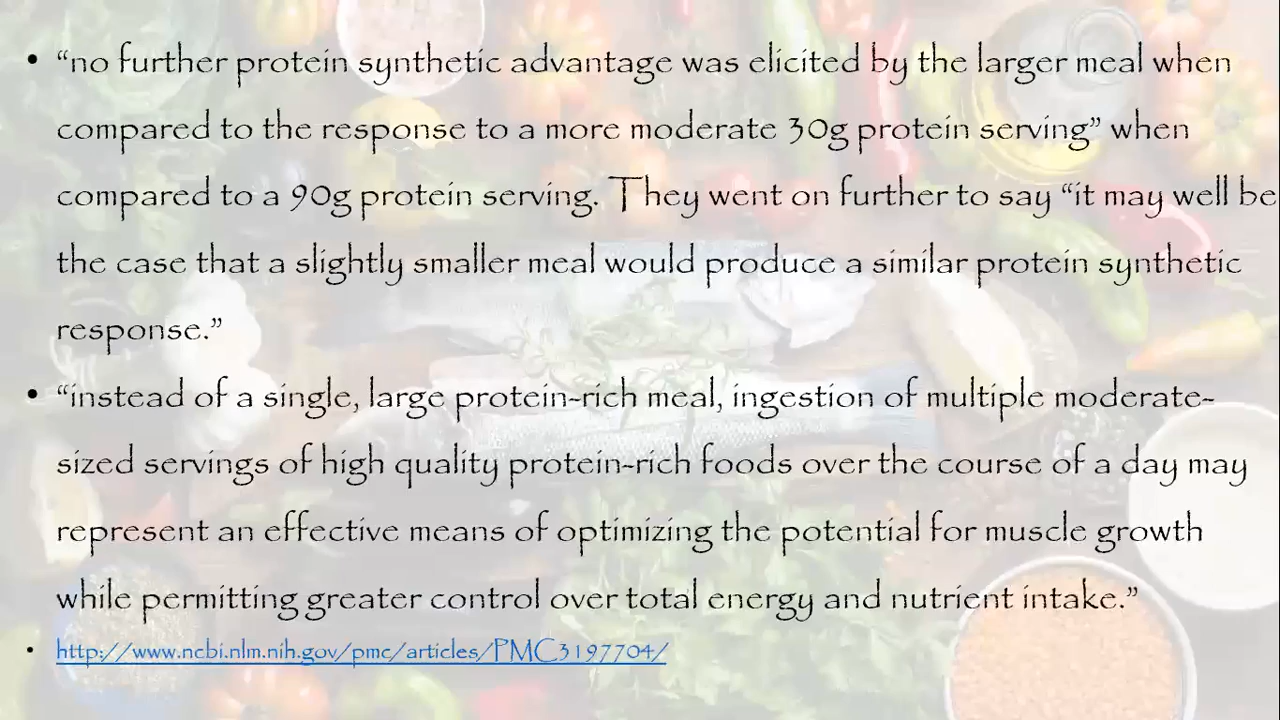 • “no further protein synthetic advantage was elicited by the larger meal when
compared to the response to a more moderate 30g protein serving” when
compared to a 90g protein serving. They went on further to say “it may well be
the case that a slightly smaller meal would produce a similar protein synthetic
response.”
• “instead of a single, large protein-rich meal, ingestion of multiple moderate-
sized servings of high quality protein-rich foods over the course of a day may
represent an effective means of optimizing the potential for muscle growth
while permitting greater control over total energy and nutrient intake.”
• http://www.ncbi.nlm.nih.gov/pmc/articles/PMC3197704/